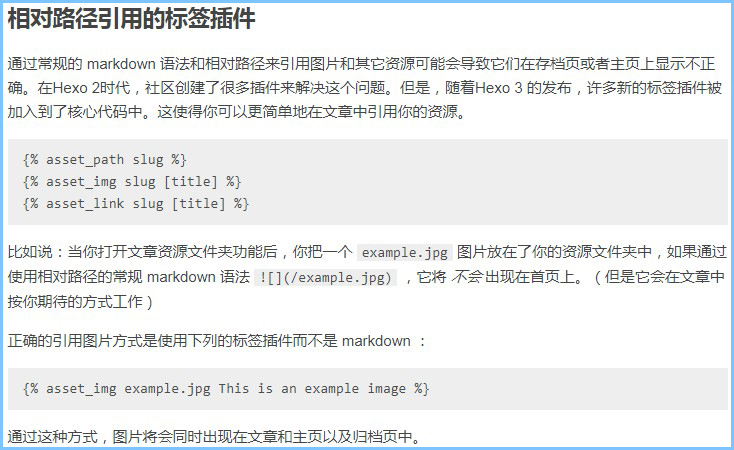 相对路径引用的标签插件
通过常规的 markdown 语法和相对路径来引用图片和其它资源可能会导致它们在存档页或者主页上显示不正
确。在Hexo 2时代，社区创建了很多插件来解决这个问题。但是，随着Hexo 3 的发布，许多新的标签插件被
加入到了核心代码中。这使得你可以更简单地在文章中引用你的资源。
{% asset_path slug %}
{% asset_img slug [title] %}
{% asset_link slug [title] %}
比如说：当你打开文章资源文件夹功能后，你把一个 example.jpg 图片放在了你的资源文件夹中，如果通过
使用相对路径的常规 markdown 语法 ![](/example.jpg) ，它将 不会 出现在首页上。（但是它会在文章中
按你期待的方式工作）
正确的引用图片方式是使用下列的标签插件而不是 markdown ：
{% asset_img example.jpg This is an example image %}
通过这种方式，图片将会同时出现在文章和主页以及归档页中。